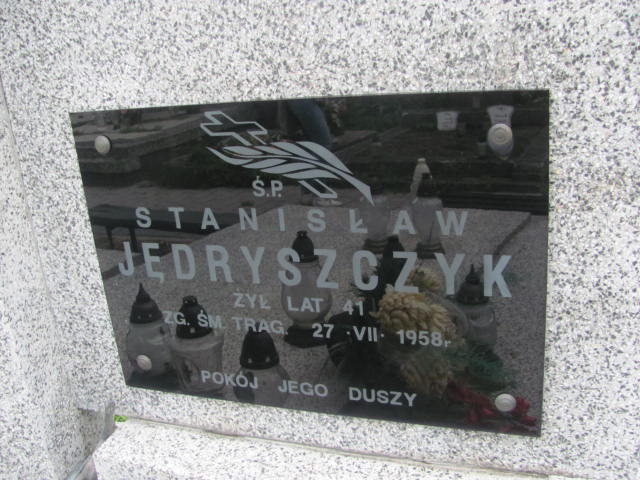 Ś.P.
STANISŁAW
JĘDRYSZCZYK
ŻYŁ LAT 41
ZG. ŚM. TRAG. 27 ·VII· 1958r.
POKÓJ JEGO DUSZY